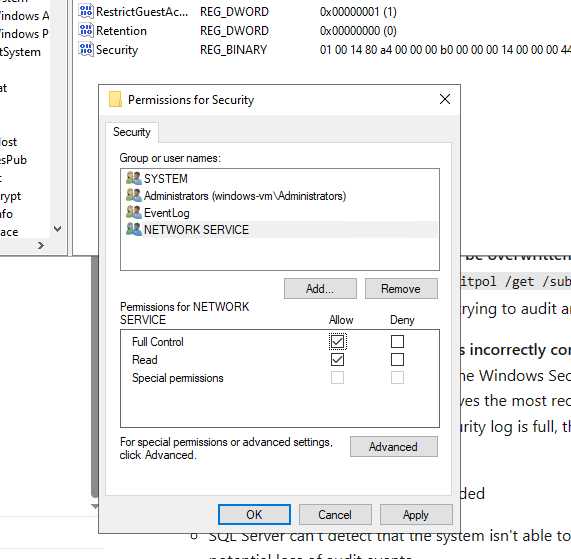 ystem
indows A
indows P
tSystem
at
lost
sPub
t
rypt
nfo
ace
RestrictGuestAc... REG_DWORD 0x00000001 (1)
Retention REG_DWORD 0x00000000 (0)
Security REG_BINARY 01 00 14 80 a4 00 00 00 b0 00 00 00 14 00 00 00 44
Permissions for Security
Security
Group or user names:
SYSTEM
Administrators (windows-vm\Administrators)
EventLog
NETWORK SERVICE
Add...
Remove
Permissions for NETWORK
SERVICE
Allow
Deny
Full Control
Read
Special permissions
For special permissions or advanced settings,
click Advanced.
Advanced
OK
Cancel
Apply
be overwritten
itpol /get /sub
trying to audit a
s incorrectly co
he Windows Sec
ves the most rec
urity log is full, th
ded
SQL Server can't detect that the system isn't able to
potential loss of audit events